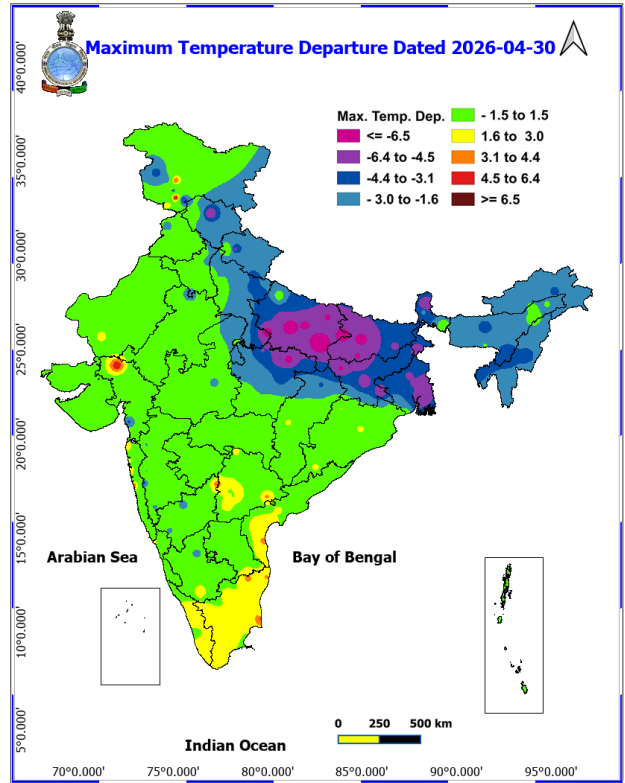 Maximum Temperature Departure Dated 2026-04-30
Max. Temp. Dep.
<= -6.5
-6.4 to -4.5
-4.4 to -3.1
- 3.0 to -1.6
- 1.5 to 1.5
1.6 to 3.0
3.1 to 4.4
4.5 to 6.4
>= 6.5
40°0.000'
35°0.000'
30°0.000'
25°0.000'
20°0.000'
15°0.000'
10°0.000'
5°0.000'
Arabian Sea
Bay of Bengal
Indian Ocean
0 250 500 km
70°0.000' 75°0.000' 80°0.000' 85°0.000' 90°0.000' 95°0.000'